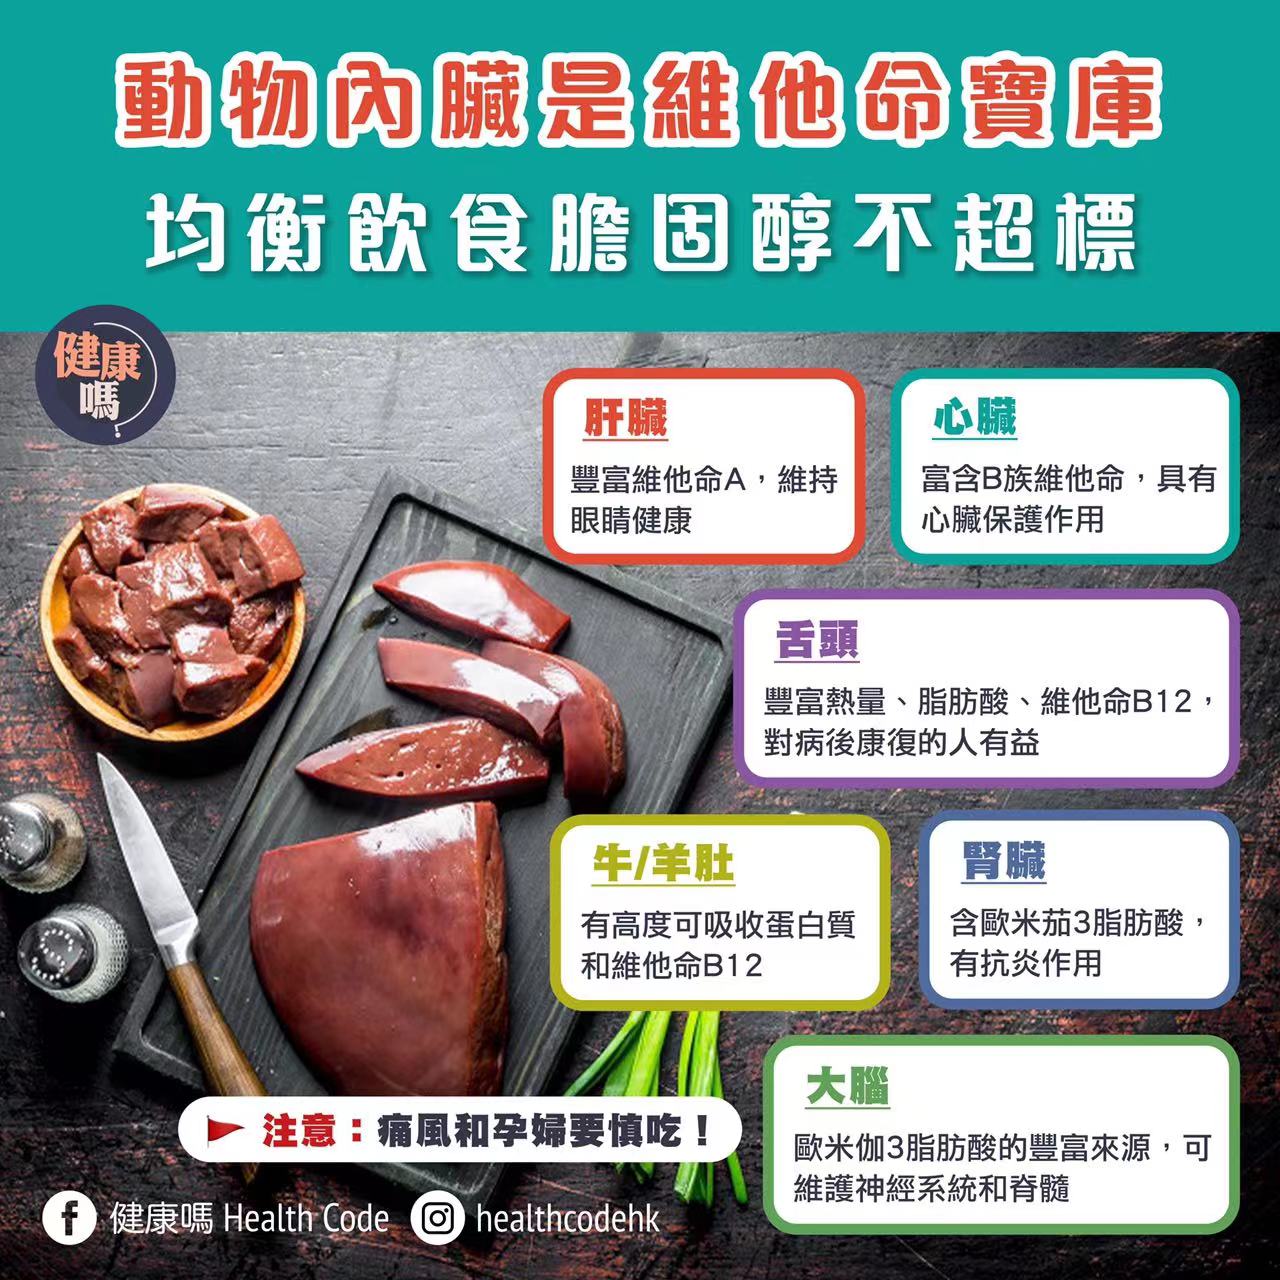 動物內臟是維他命寶庫
均衡飲食膽固醇不超標
健康
嗎?
肝臟
豐富維他命A，維持
眼睛健康
心臟
富含B族維他命，具有
心臟保護作用
舌頭
豐富熱量、脂肪酸、維他命B12，
對病後康復的人有益
牛/羊肚
有高度可吸收蛋白質
和維他命B12
腎臟
含歐米茄3脂肪酸，
有抗炎作用
大腦
歐米伽3脂肪酸的豐富來源，可
維護神經系統和脊髓
注意：痛風和孕婦要慎吃！
健康嗎 Health Code healthcodehk